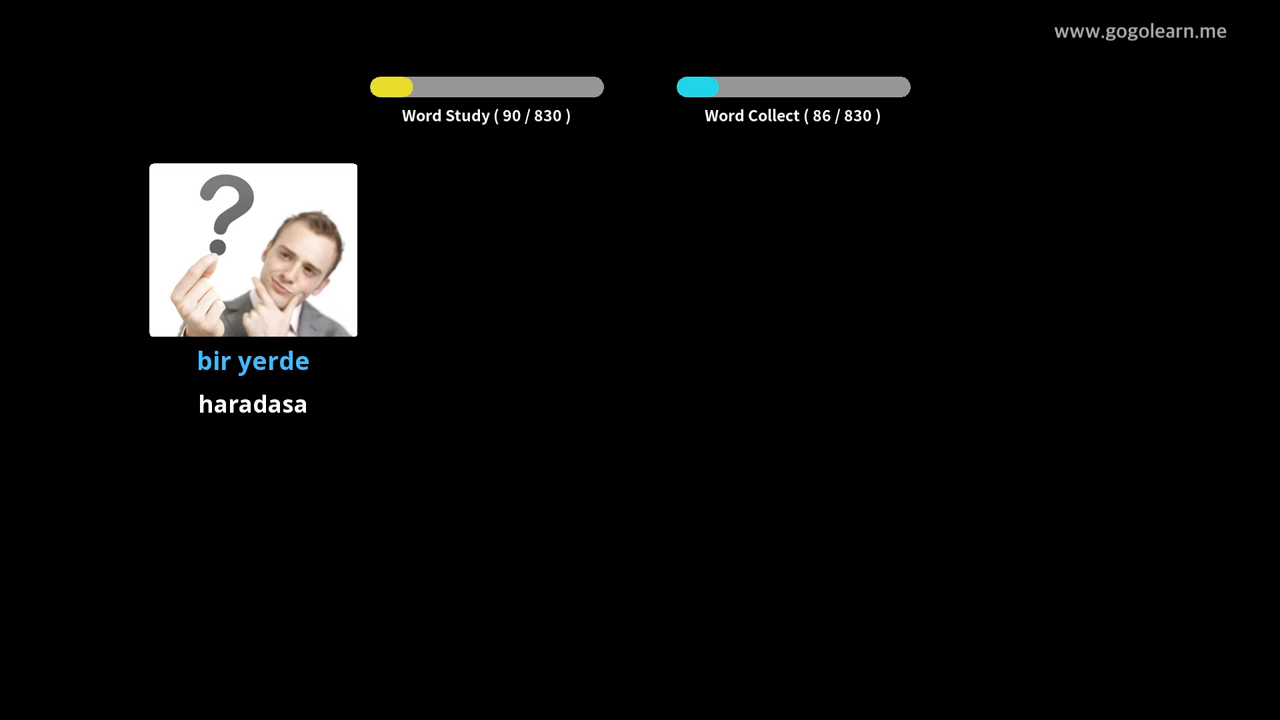 www.gogolearn.me
Word Study ( 90 / 830 )
Word Collect ( 86 / 830 )
?
bir yerde
haradasa